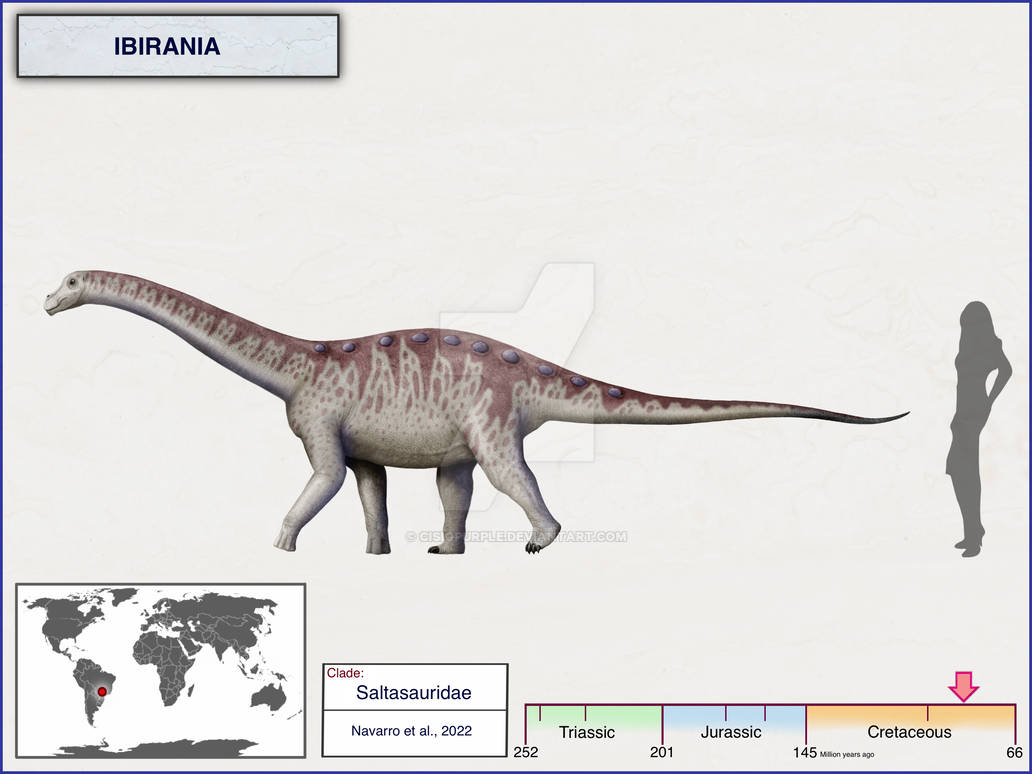 IBIRANIA
© CISIOPURPLE.DEVIANTART.COM
Clade:
Saltasauridae
Navarro et al., 2022
Triassic
Jurassic
Cretaceous
252
201
145 Million years ago
66